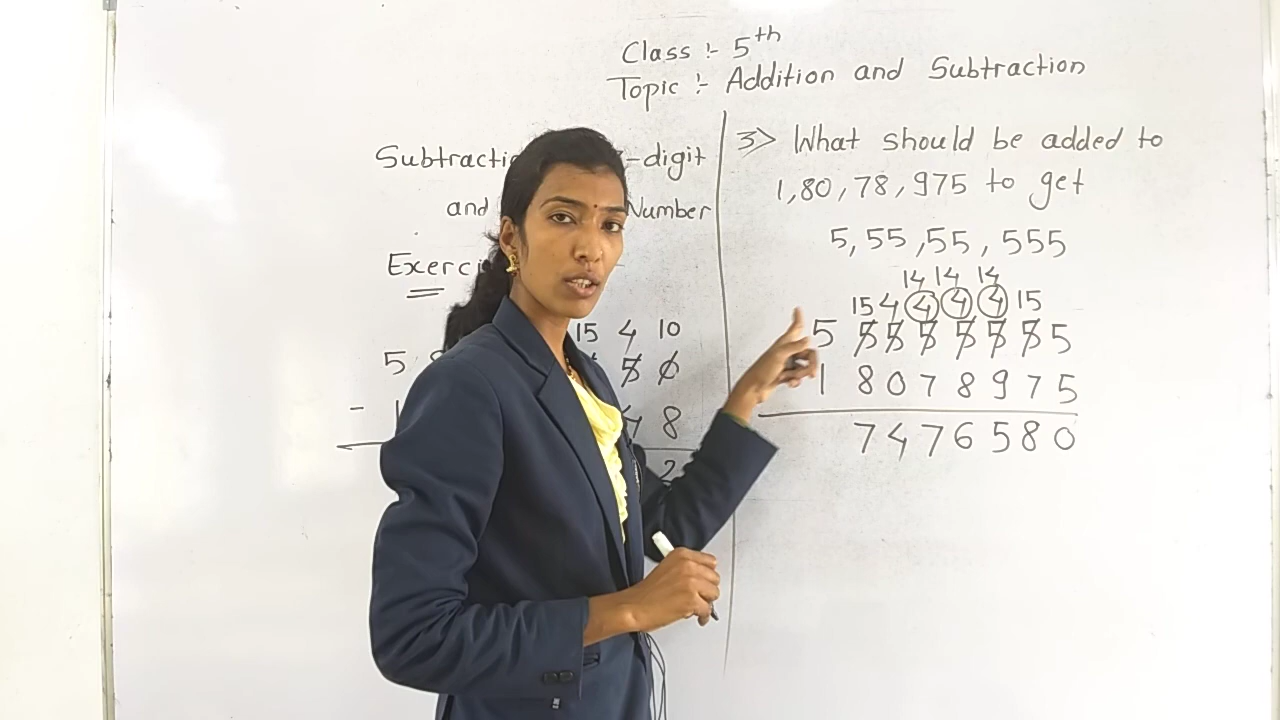 Class :- 5th
Topic :- Addition and Subtraction
-digit
and Number
15 4 10
5 5 0
- 8
2
3> What should be added to
1,80,78,975 to get
5,55,55,555
14 14 14
15 4 4 4 4 15
5 5 5 5 5 5 5 5
1 8 0 7 8 9 7 5
7 4 7 6 5 8 0